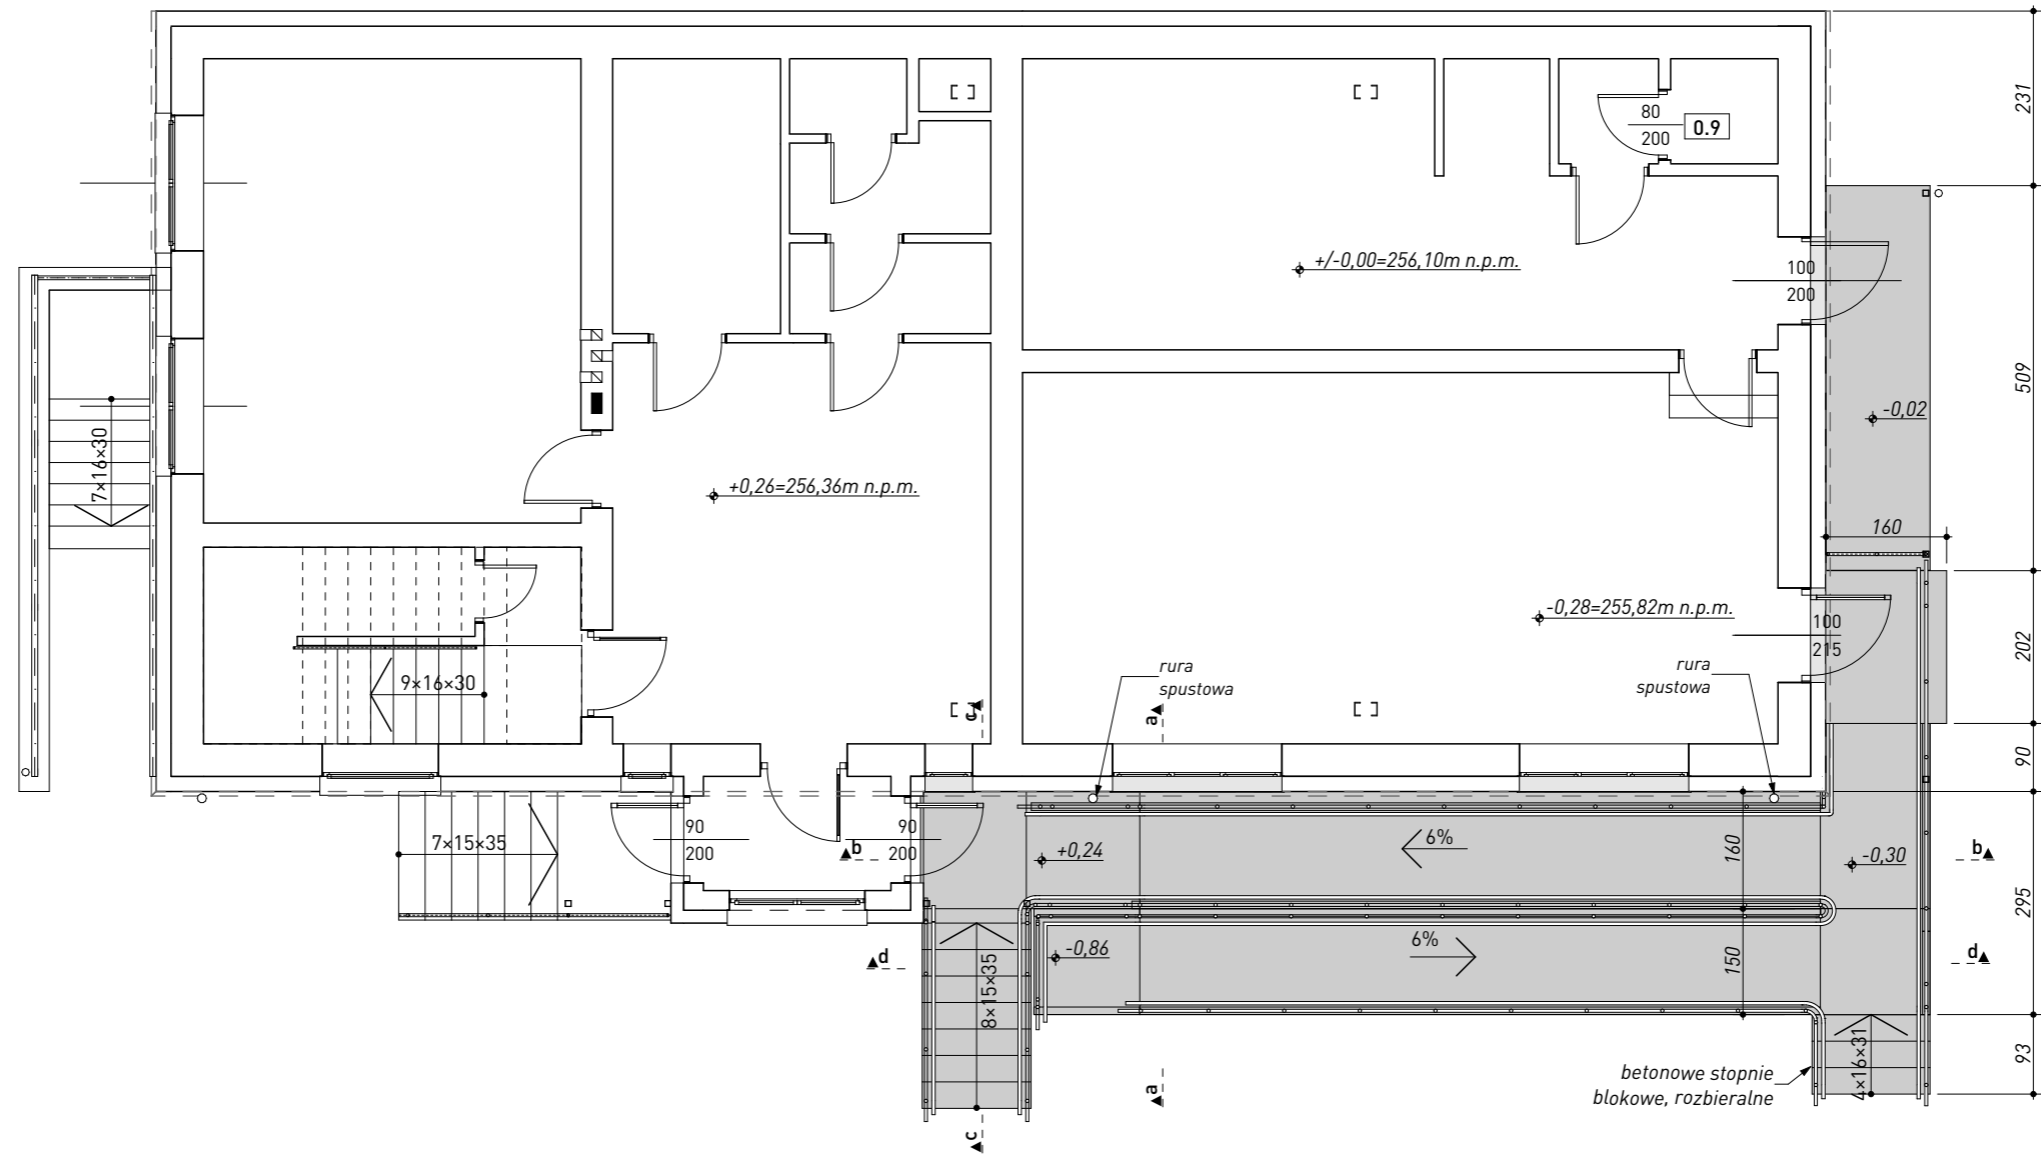 231
80
200
0.9
+/-0,00=256,10m n.p.m.
100
200
509
-0,02
7×16×30
+0,26=256,36m n.p.m.
160
-0,28=255,82m n.p.m.
100
215
202
9×16×30
rura
spustowa
rura
spustowa
c
a
90
7×15×35
90
200
b
90
200
+0,24
6%
160
-0,30
b
295
d
-0,86
6%
150
d
8×15×35
93
4×16×31
betonowe stopnie
blokowe, rozbieralne
a
c